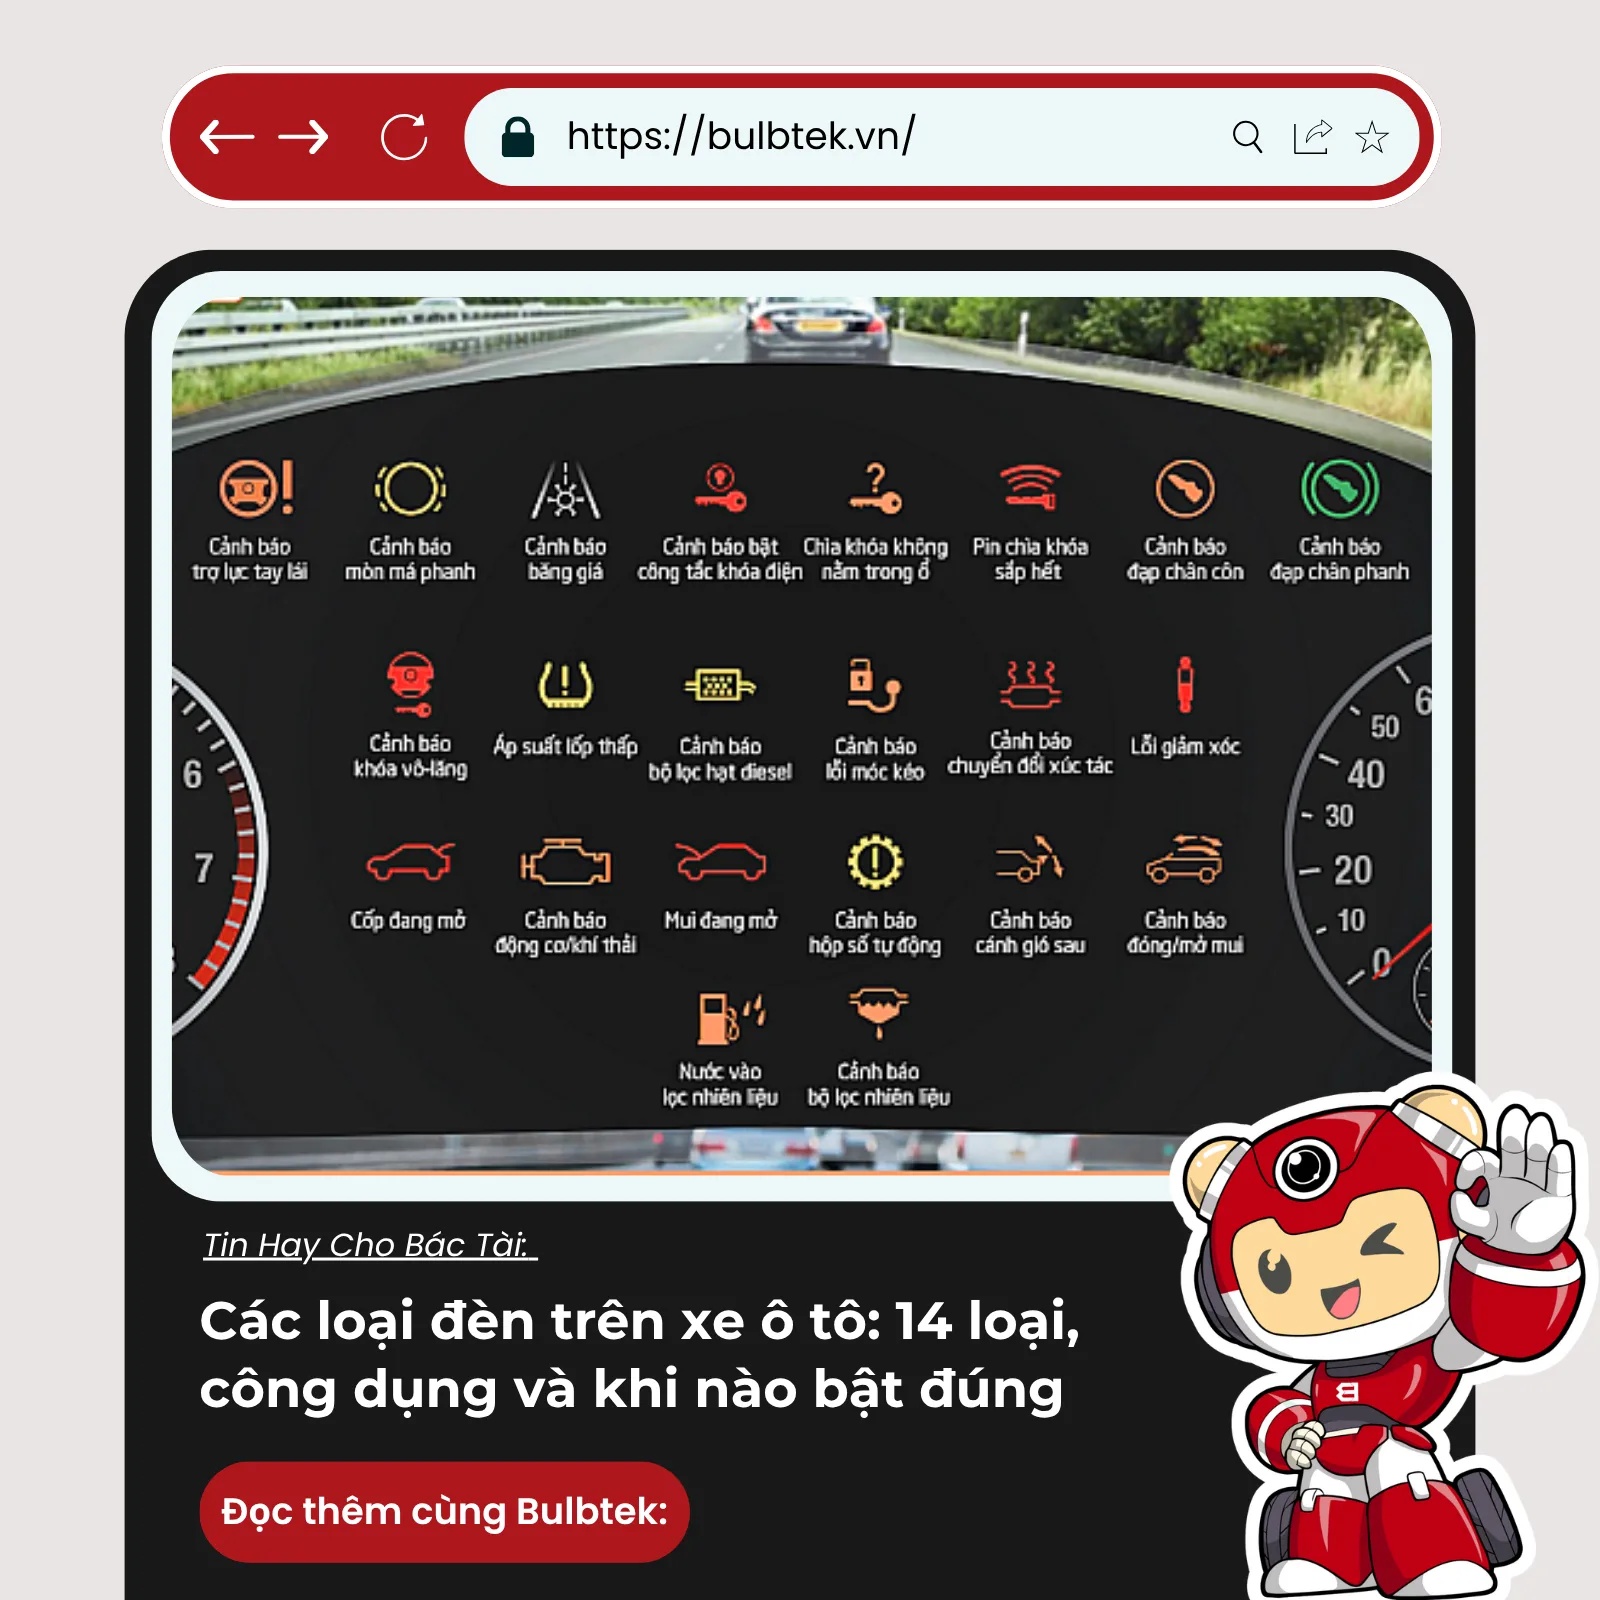 https://bulbtek.vn/
Cảnh báo
trợ lực tay lái
Cảnh báo
mòn má phanh
Cảnh báo
băng giá
Cảnh báo bật
công tắc khóa điện
Chìa khóa không
nằm trong ổ
Pin chìa khóa
sắp hết
Cảnh báo
đạp chân côn
Cảnh báo
đạp chân phanh
Cảnh báo
khóa vô-lăng
Áp suất lốp thấp
Cảnh báo
bộ lọc hạt diesel
Cảnh báo
lỗi móc kéo
Cảnh báo
chuyển đổi xúc tác
Lỗi giảm xóc
Cốp đang mở
Cảnh báo
động cơ/khí thải
Mui đang mở
Cảnh báo
hộp số tự động
Cảnh báo
cánh gió sau
Cảnh báo
đóng/mở mui
Nước vào
lọc nhiên liệu
Cảnh báo
bộ lọc nhiên liệu
6
7
6
50
40
30
20
10
0
Tin Hay Cho Bác Tài:
Các loại đèn trên xe ô tô: 14 loại,
công dụng và khi nào bật đúng
Đọc thêm cùng Bulbtek: